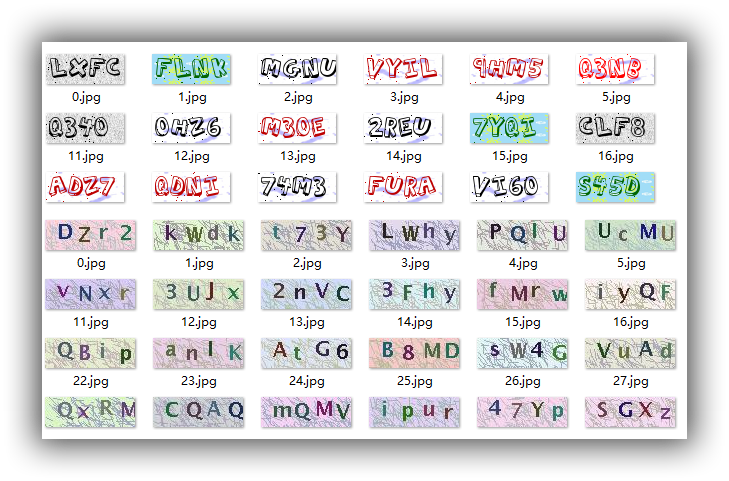 LXFC FLNK MGNU VYIL 9HM5 Q3NB
0.jpg 1.jpg 2.jpg 3.jpg 4.jpg 5.jpg
Q340 0HZ6 M30E 2REU 7YQI CLF8
11.jpg 12.jpg 13.jpg 14.jpg 15.jpg 16.jpg
ADZ7 QDNI 74M3 FURA VI60 S45D
DZr2 kWdk t73Y LWhy PQlU UcMU
0.jpg 1.jpg 2.jpg 3.jpg 4.jpg 5.jpg
vNxr 3UJx 2nVC 3Fhy fMrw iyQF
11.jpg 12.jpg 13.jpg 14.jpg 15.jpg 16.jpg
QBip anIK AtG6 B8MD sW4G VuAd
22.jpg 23.jpg 24.jpg 25.jpg 26.jpg 27.jpg
QxRM CQAQ mQMV ipur 47Yp SGXz